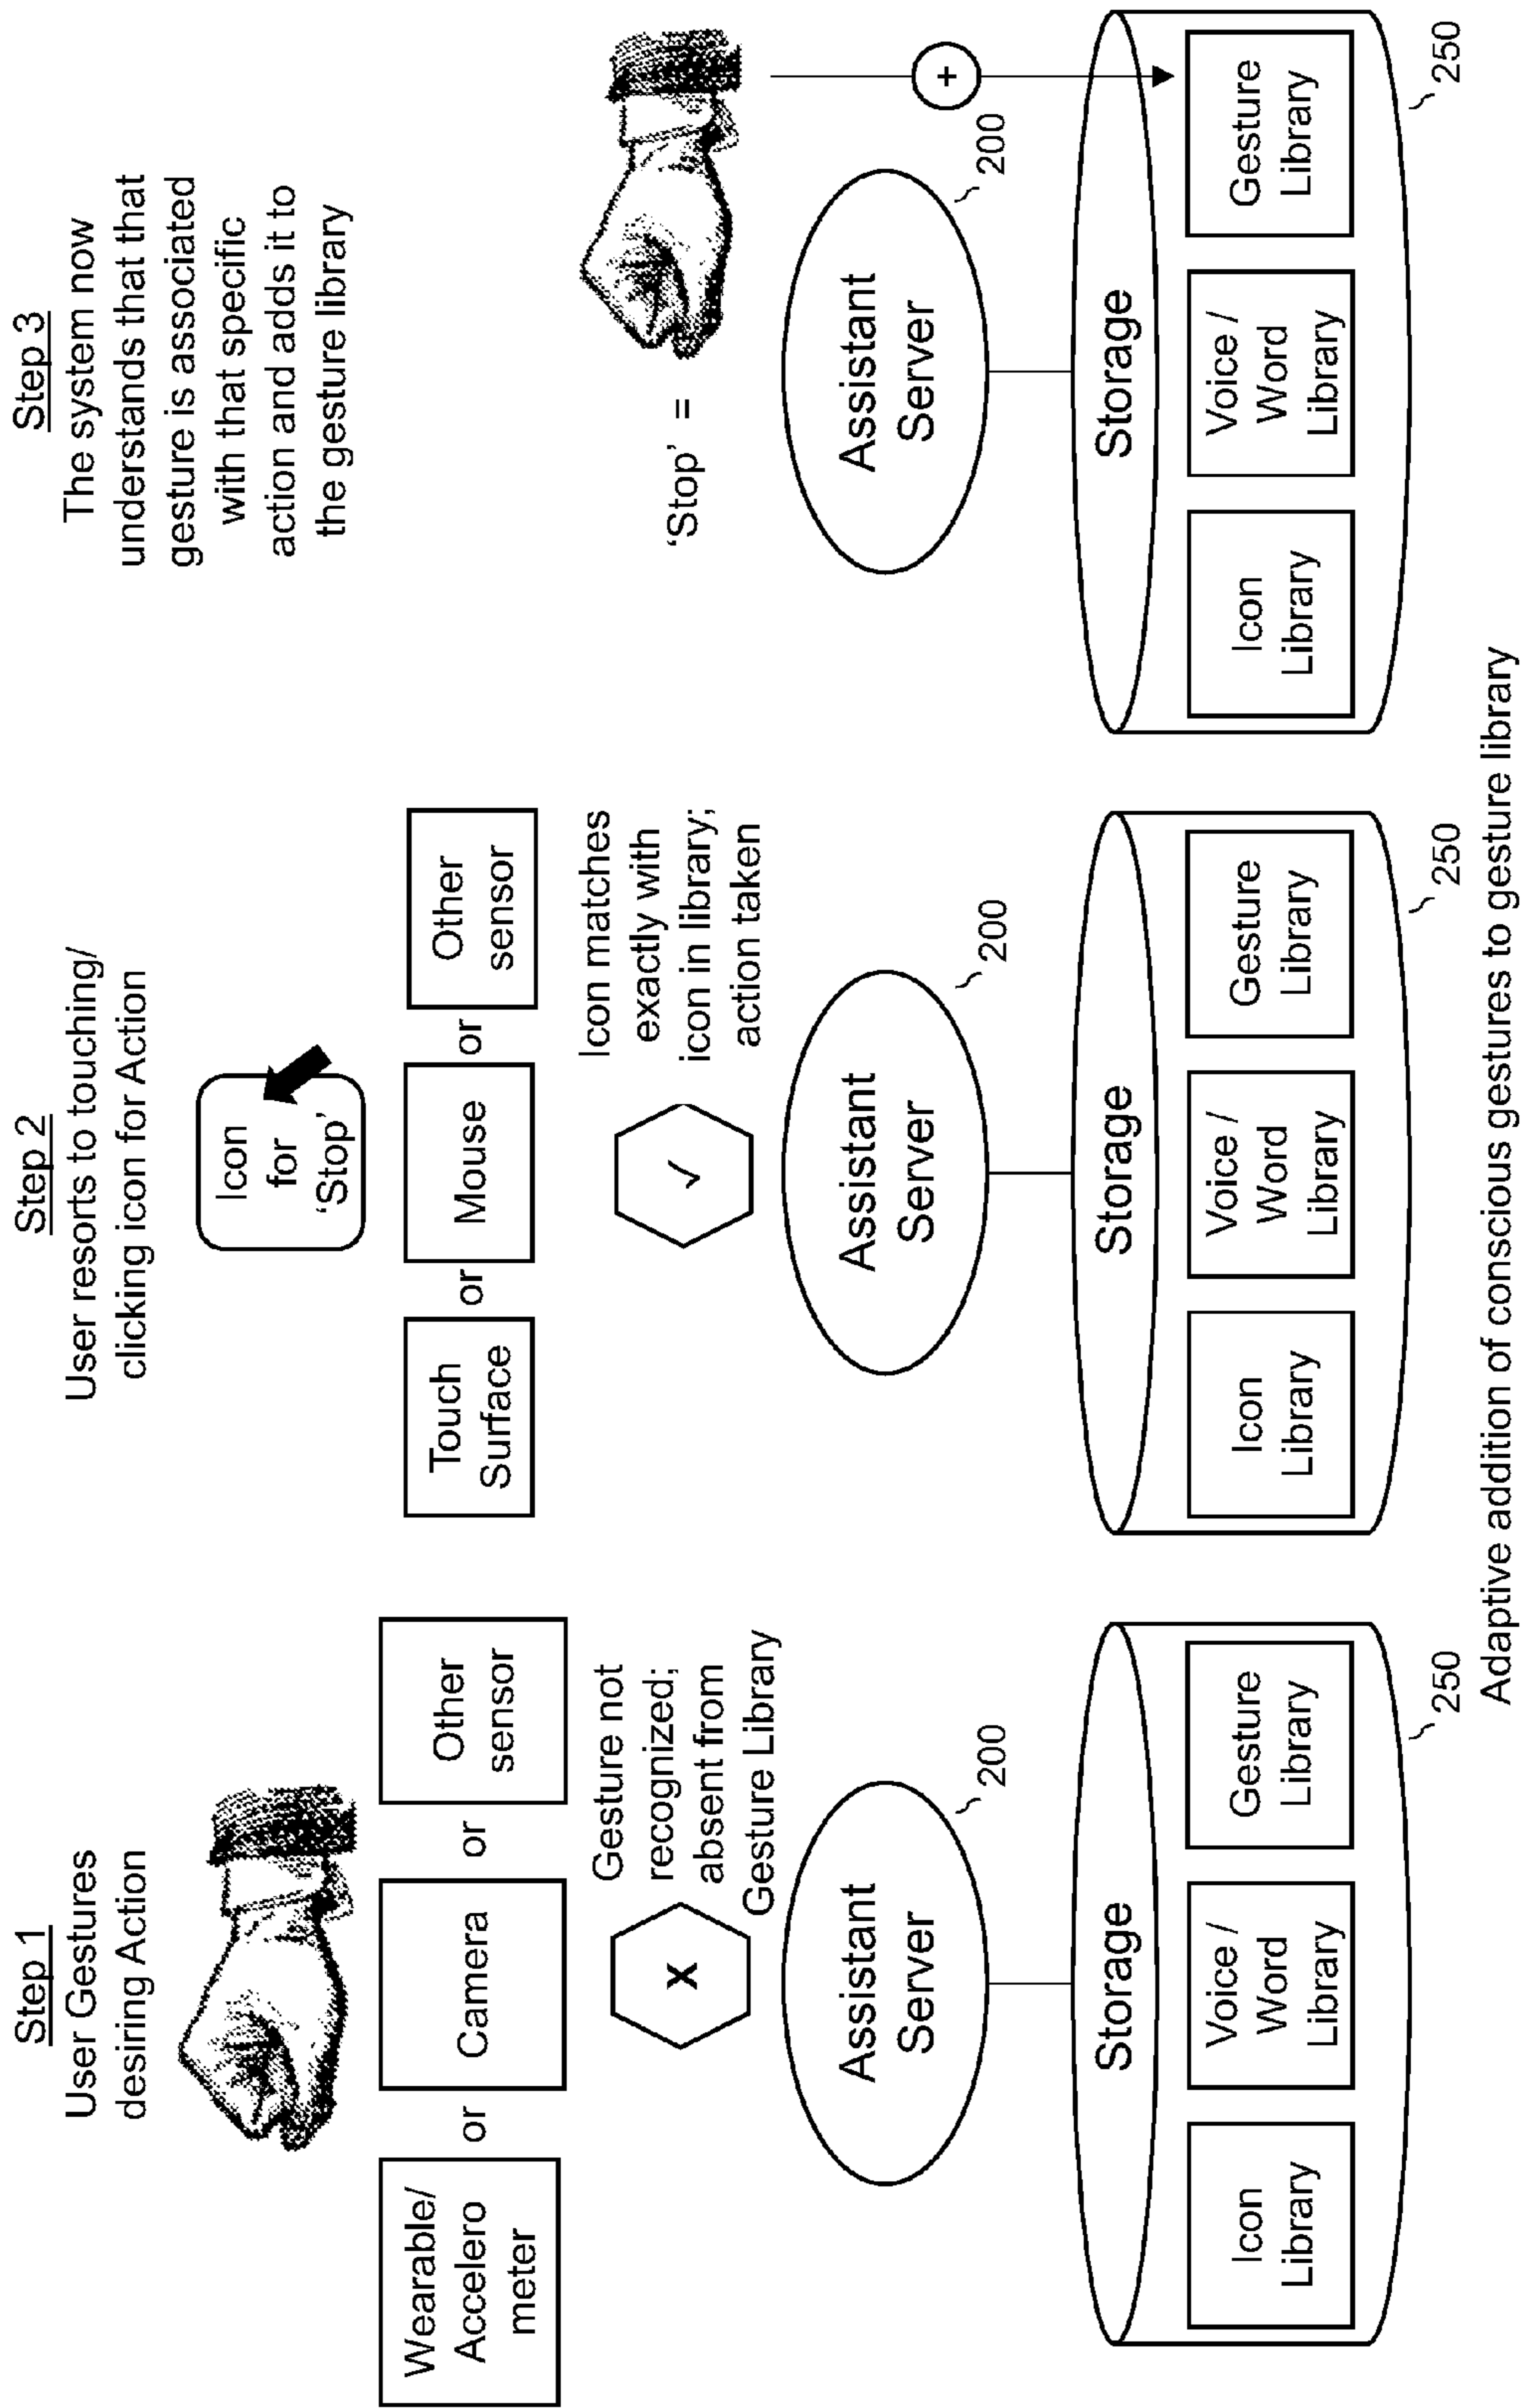 Step 1
User Gestures
desiring Action
Wearable/
Accelero
meter
or
Camera
or
Other
sensor
X
Gesture not
recognized;
absent from
Gesture Library
Assistant
Server
200
Storage
Icon
Library
Voice /
Word
Library
Gesture
Library
250
Step 2
User resorts to touching/
clicking icon for Action
Icon
for
‘Stop’
Touch
Surface
or
Mouse
or
Other
sensor
✓
Icon matches
exactly with
icon in library;
action taken
Assistant
Server
200
Storage
Icon
Library
Voice /
Word
Library
Gesture
Library
250
Step 3
The system now
understands that that
gesture is associated
with that specific
action and adds it to
the gesture library
‘Stop’ =
+
Assistant
Server
200
Storage
Icon
Library
Voice /
Word
Library
Gesture
Library
250
Adaptive addition of conscious gestures to gesture library